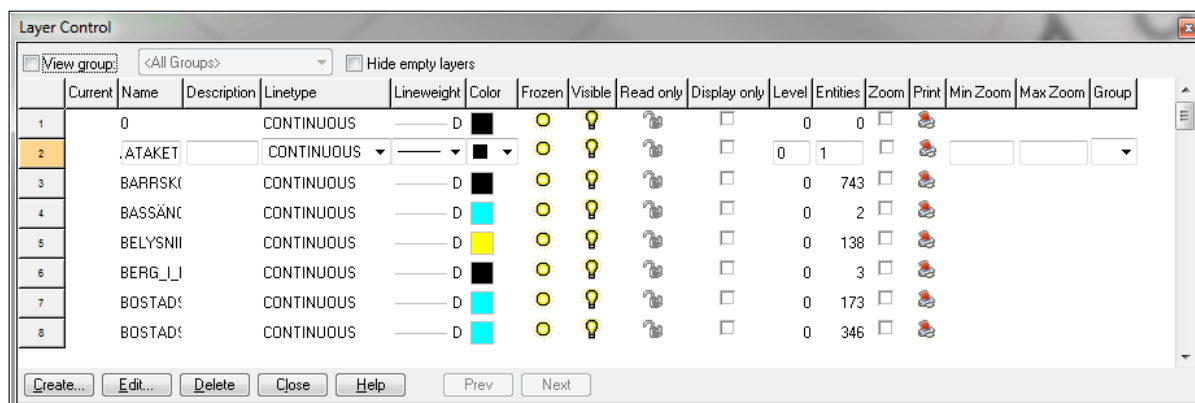 Layer Control
View group: <All Groups> Hide empty layers
Current Name Description Linetype Lineweight Color Frozen Visible Read only Display only Level Entities Zoom Print Min Zoom Max Zoom Group
1 0 CONTINUOUS D 0 0
2 .ATAKET CONTINUOUS 0 1
3 BARRSK( CONTINUOUS D 0 743
4 BASSÄN( CONTINUOUS D 0 2
5 BELYSNII CONTINUOUS D 0 138
6 BERG_I_I CONTINUOUS D 0 3
7 BOSTADS CONTINUOUS D 0 173
8 BOSTADS CONTINUOUS D 0 346
Create... Edit... Delete Close Help Prev Next